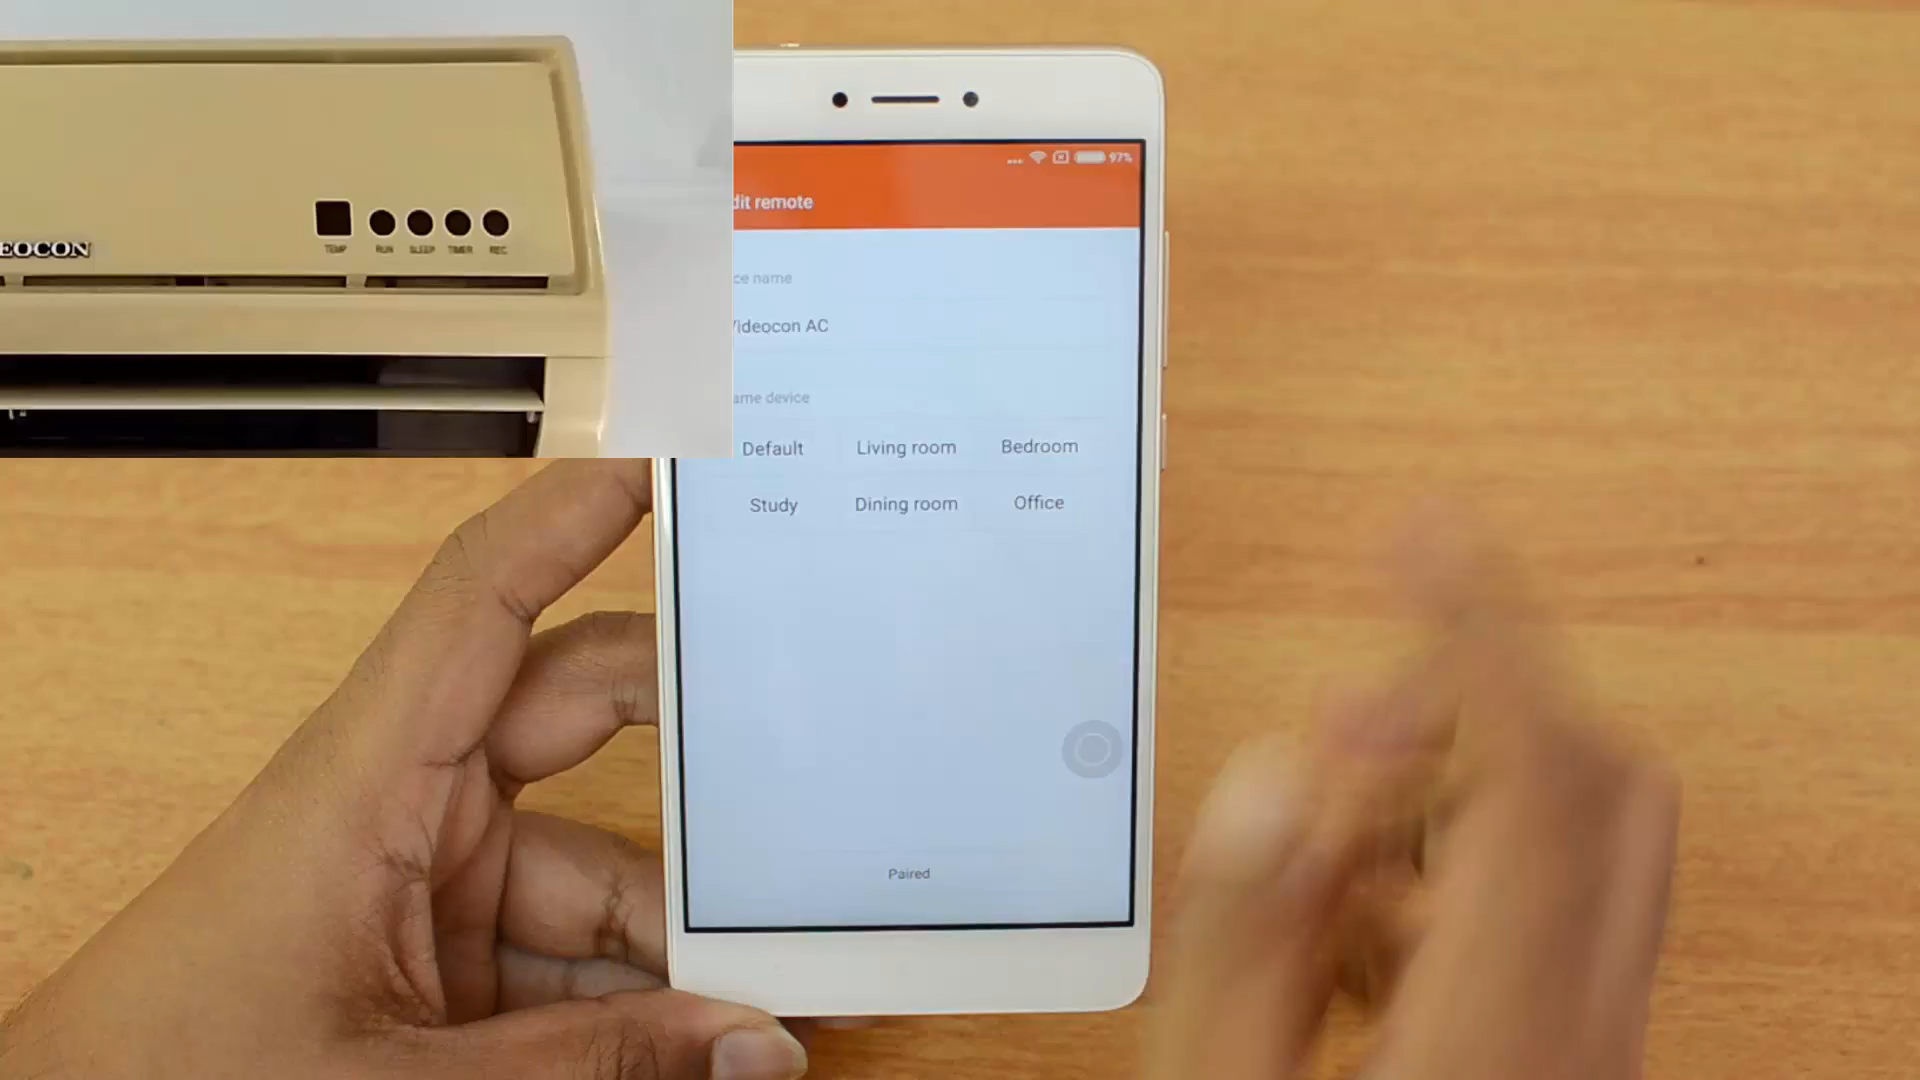 EOCON
TEMP RUN SLEEP TIMER REC
97%
dit remote
ce name
Videocon AC
ame device
Default Living room Bedroom
Study Dining room Office
Paired